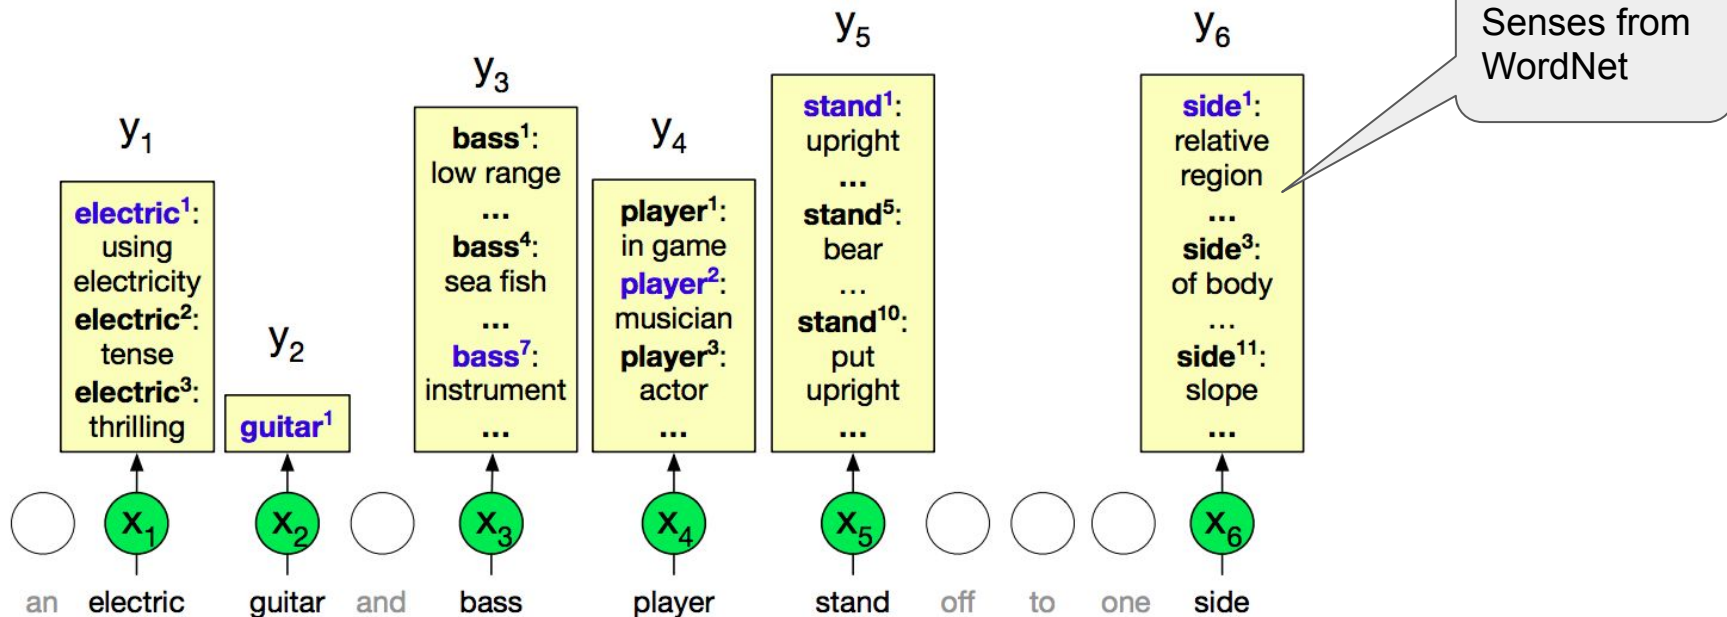 Senses from
WordNet
y₁
electric¹:
using
electricity
electric²:
tense
electric³:
thrilling
y₂
guitar¹
y₃
bass¹:
low range
...
bass⁴:
sea fish
...
bass⁷:
instrument
...
y₄
player¹:
in game
player²:
musician
player³:
actor
...
y₅
stand¹:
upright
...
stand⁵:
bear
...
stand¹⁰:
put
upright
...
y₆
side¹:
relative
region
...
side³:
of body
...
side¹¹:
slope
...
x₁ x₂ x₃ x₄ x₅ x₆
an electric guitar and bass player stand off to one side